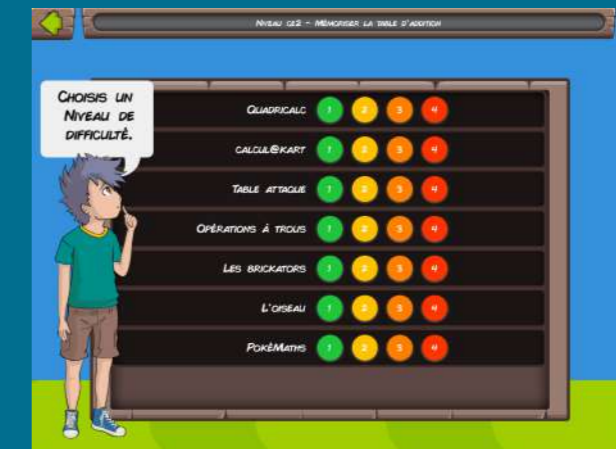 Niveau CE2 - Mémoriser la table d'addition
Choisis un
Niveau de
difficulté.
Quadricalc 1 2 3 4
calcul@kart 1 2 3 4
Table attaque 1 2 3 4
Opérations à trous 1 2 3 4
Les brickators 1 2 3 4
L'oiseau 1 2 3 4
PokéMaths 1 2 3 4